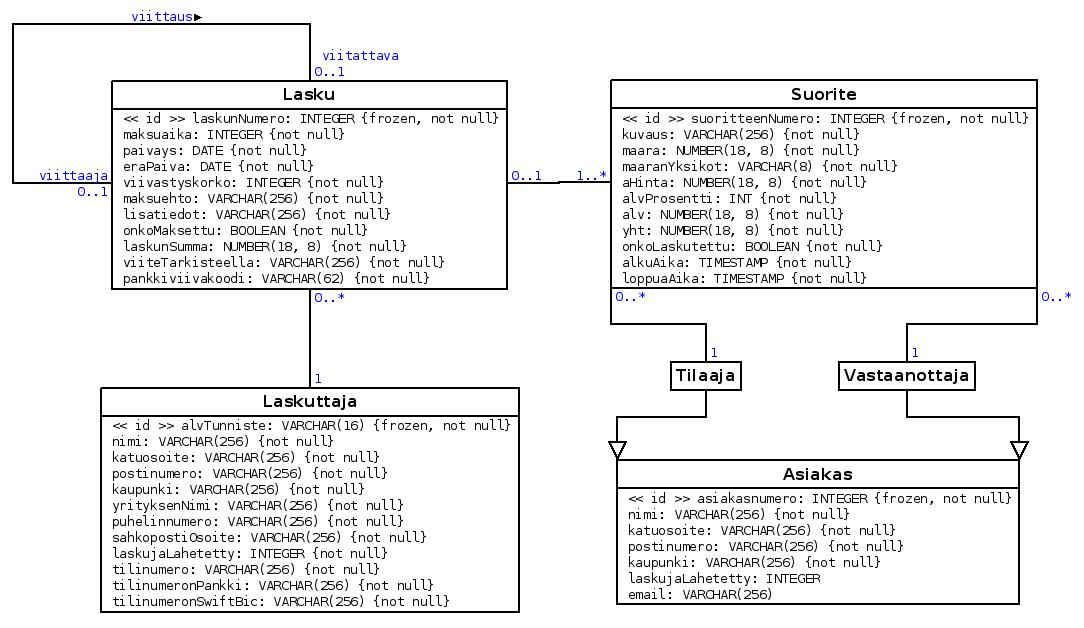 viittaus►
viitattava
0..1
Lasku
<< id >> laskunNumero: INTEGER {frozen, not null}
maksuaika: INTEGER {not null}
paivays: DATE {not null}
eraPaiva: DATE {not null}
viivastyskorko: INTEGER {not null}
maksuehto: VARCHAR(256) {not null}
lisatiedot: VARCHAR(256) {not null}
onkoMaksettu: BOOLEAN {not null}
laskunSumma: NUMBER(18, 8) {not null}
viiteTarkisteella: VARCHAR(256) {not null}
pankkiviivakoodi: VARCHAR(62) {not null}
viittaaja
0..1
0..1
1..*
Suorite
<< id >> suoritteenNumero: INTEGER {frozen, not null}
kuvaus: VARCHAR(256) {not null}
maara: NUMBER(18, 8) {not null}
maaranYksikot: VARCHAR(8) {not null}
aHinta: NUMBER(18, 8) {not null}
alvProsentti: INT {not null}
alv: NUMBER(18, 8) {not null}
yht: NUMBER(18, 8) {not null}
onkoLaskutettu: BOOLEAN {not null}
alkuAika: TIMESTAMP {not null}
loppuaAika: TIMESTAMP {not null}
0..*
1
0..*
0..*
1
1
Tilaaja
Vastaanottaja
Laskuttaja
<< id >> alvTunniste: VARCHAR(16) {frozen, not null}
nimi: VARCHAR(256) {not null}
katuosoite: VARCHAR(256) {not null}
postinumero: VARCHAR(256) {not null}
kaupunki: VARCHAR(256) {not null}
yrityksenNimi: VARCHAR(256) {not null}
puhelinnumero: VARCHAR(256) {not null}
sahkopostiOsoite: VARCHAR(256) {not null}
laskujaLahetetty: INTEGER {not null}
tilinumero: VARCHAR(256) {not null}
tilinumeronPankki: VARCHAR(256) {not null}
tilinumeronSwiftBic: VARCHAR(256) {not null}
Asiakas
<< id >> asiakasnumero: INTEGER {frozen, not null}
nimi: VARCHAR(256) {not null}
katuosoite: VARCHAR(256) {not null}
postinumero: VARCHAR(256) {not null}
kaupunki: VARCHAR(256) {not null}
laskujaLahetetty: INTEGER
email: VARCHAR(256)